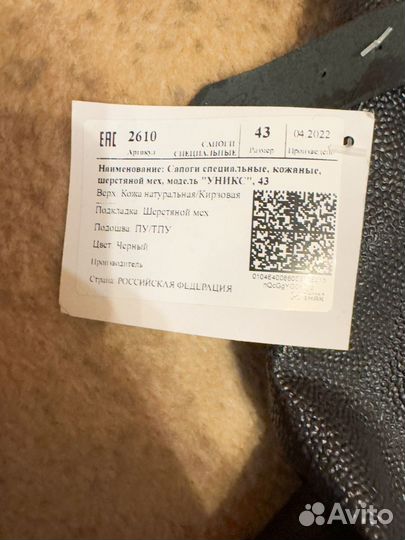 EAC 2610 САПОГИ СПЕЦИАЛЬНЫЕ 43 04.2022
Артикул Размер Произведено
Наименование: Сапоги специальные, кожаные,
шерстяной мех, модель "УНИКС", 43
Верх Кожа натуральная/Кирзовая
Подкладка Шерстяной мех
Подошва ПУ/ТПУ
Цвет Черный
Производитель
Страна РОССИЙСКАЯ ФЕДЕРАЦИЯ
Avito